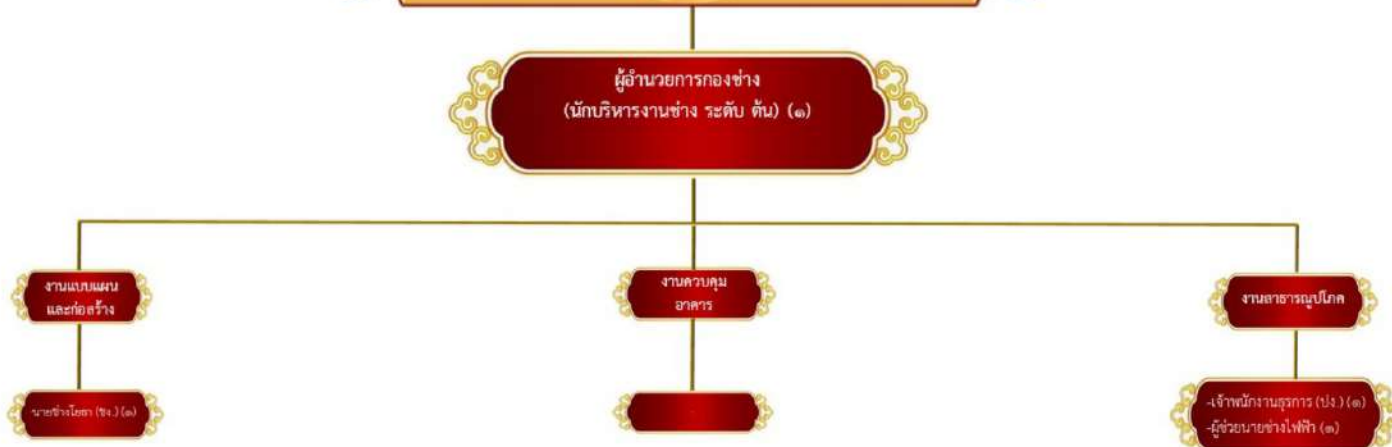 ผู้อำนวยการกองช่าง
(นักบริหารงานช่าง ระดับ ต้น) (๑)
งานแบบแผน
และก่อสร้าง
งานควบคุม
อาคาร
งานสาธารณูปโภค
นายช่างโยธา (ชง.) (๑)
-
-เจ้าพนักงานธุรการ (ปง.) (๑)
-ผู้ช่วยนายช่างไฟฟ้า (๑)